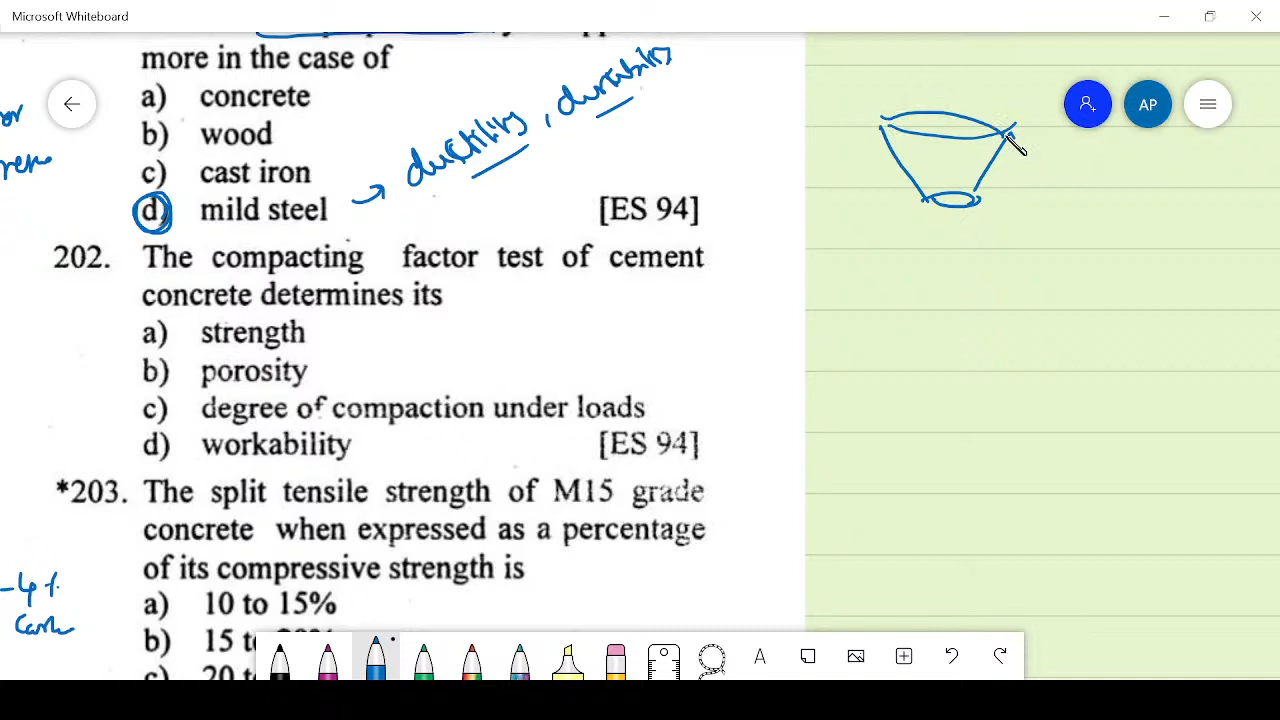 Microsoft Whiteboard
more in the case of
a) concrete
b) wood
c) cast iron
d) mild steel [ES 94]
ductility, durability
202. The compacting factor test of cement
concrete determines its
a) strength
b) porosity
c) degree of compaction under loads
d) workability [ES 94]
*203. The split tensile strength of M15 grade
concrete when expressed as a percentage
of its compressive strength is
a) 10 to 15%
b) 15
c) 20
AP
A